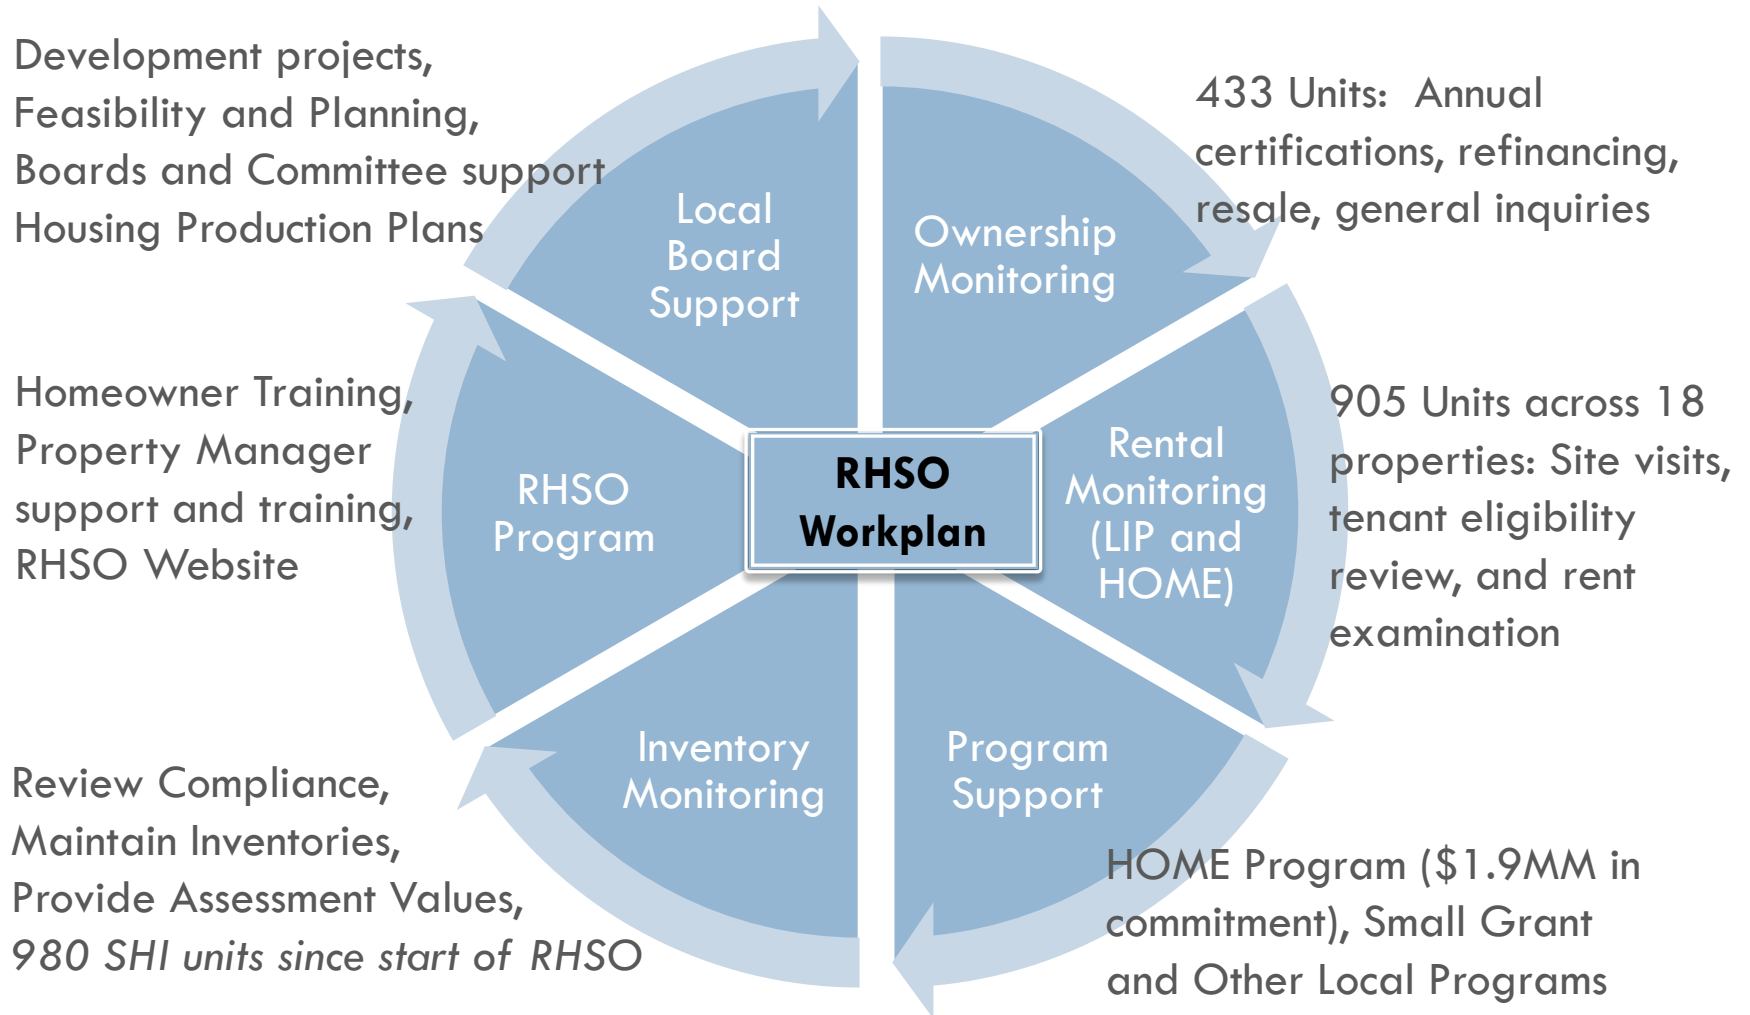 Development projects,
Feasibility and Planning,
Boards and Committee support
Housing Production Plans
Local
Board
Support
Ownership
Monitoring
433 Units: Annual
certifications, refinancing,
resale, general inquiries
Homeowner Training,
Property Manager
support and training,
RHSO Website
RHSO
Program
RHSO
Workplan
Rental
Monitoring
(LIP and
HOME)
905 Units across 18
properties: Site visits,
tenant eligibility
review, and rent
examination
Review Compliance,
Maintain Inventories,
Provide Assessment Values,
980 SHI units since start of RHSO
Inventory
Monitoring
Program
Support
HOME Program ($1.9MM in
commitment), Small Grant
and Other Local Programs